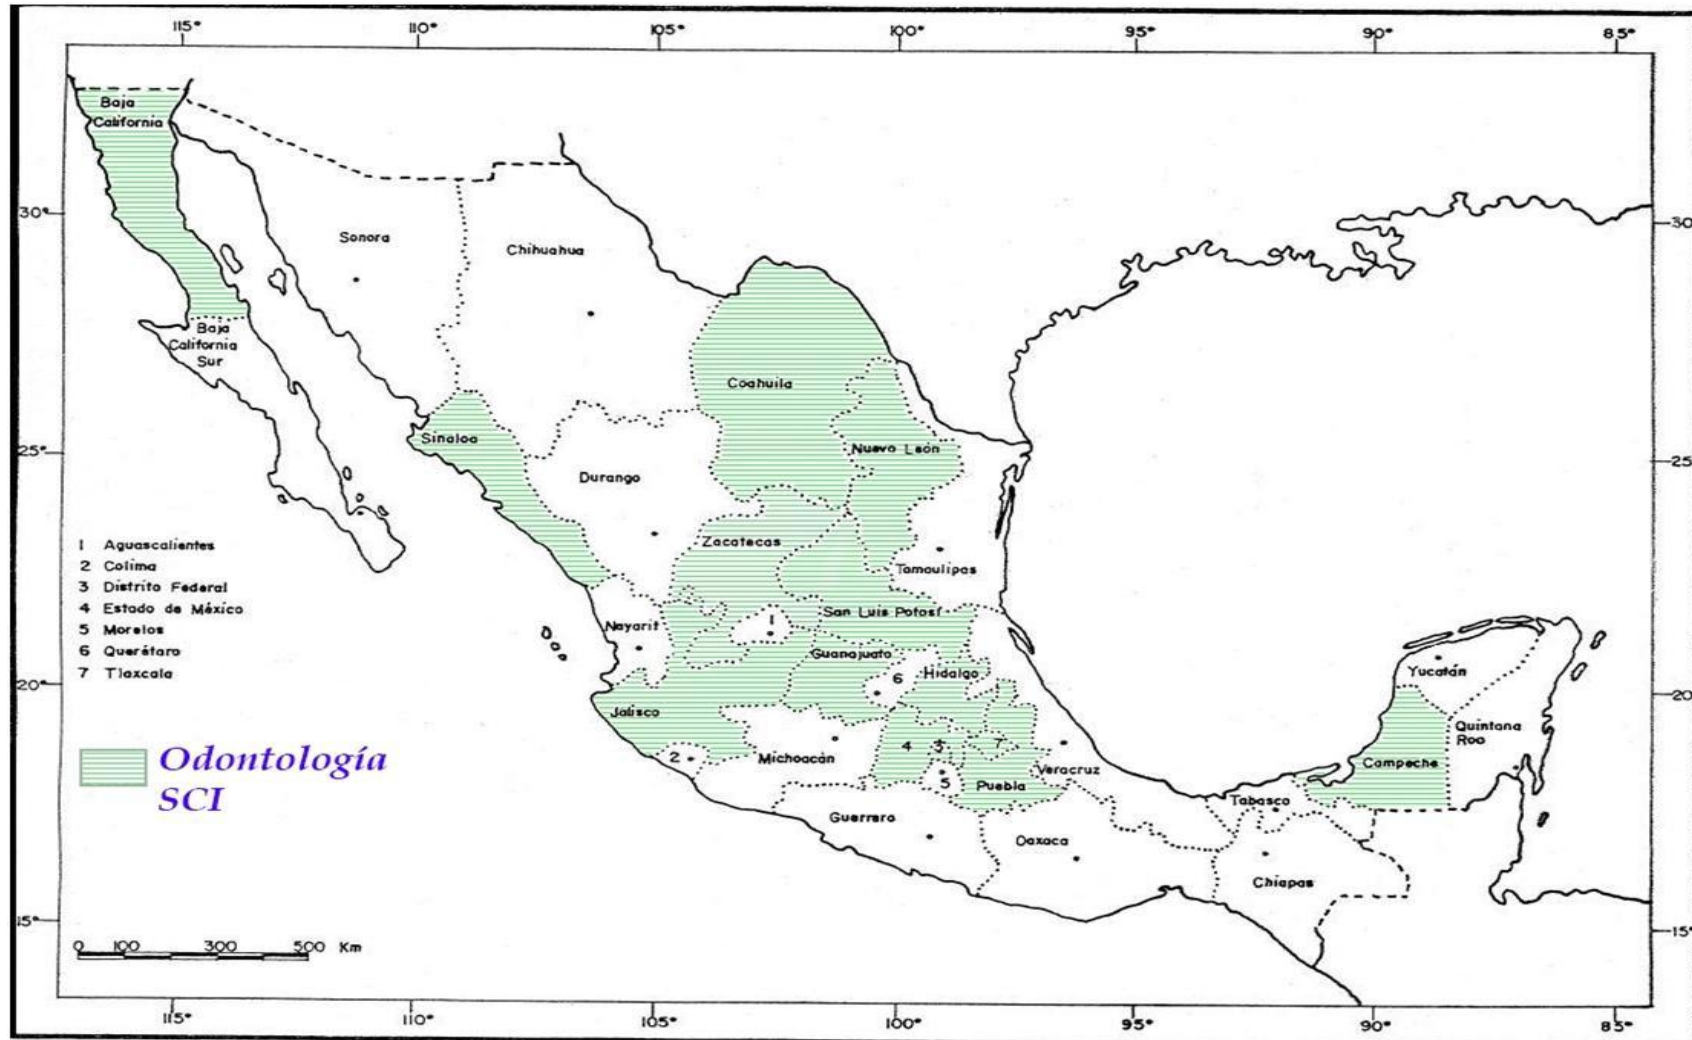 115°
110°
105°
100°
95°
90°
85°
Baja
California
30°
30°
Sonora
Chihuahua
Baja
California
Sur
Coahuila
Sinaloa
Nuevo León
25°
25°
Durango
Zacatecas
Tamaulipas
1 Aguascalientes
2 Colima
3 Distrito Federal
4 Estado de México
5 Morelos
6 Querétaro
7 Tlaxcala
Nayarit
1
San Luis Potosí
Guanajuato
6
Hidalgo
Yucatán
20°
20°
Jalisco
Quintana
Roo
2
Michoacán
4
3
7
5
Puebla
Veracruz
Campeche
Tabasco
Odontología
SCI
Guerrero
Oaxaca
Chiapas
15°
15°
0 100 300 500 Km
115°
110°
105°
100°
95°
90°
85°